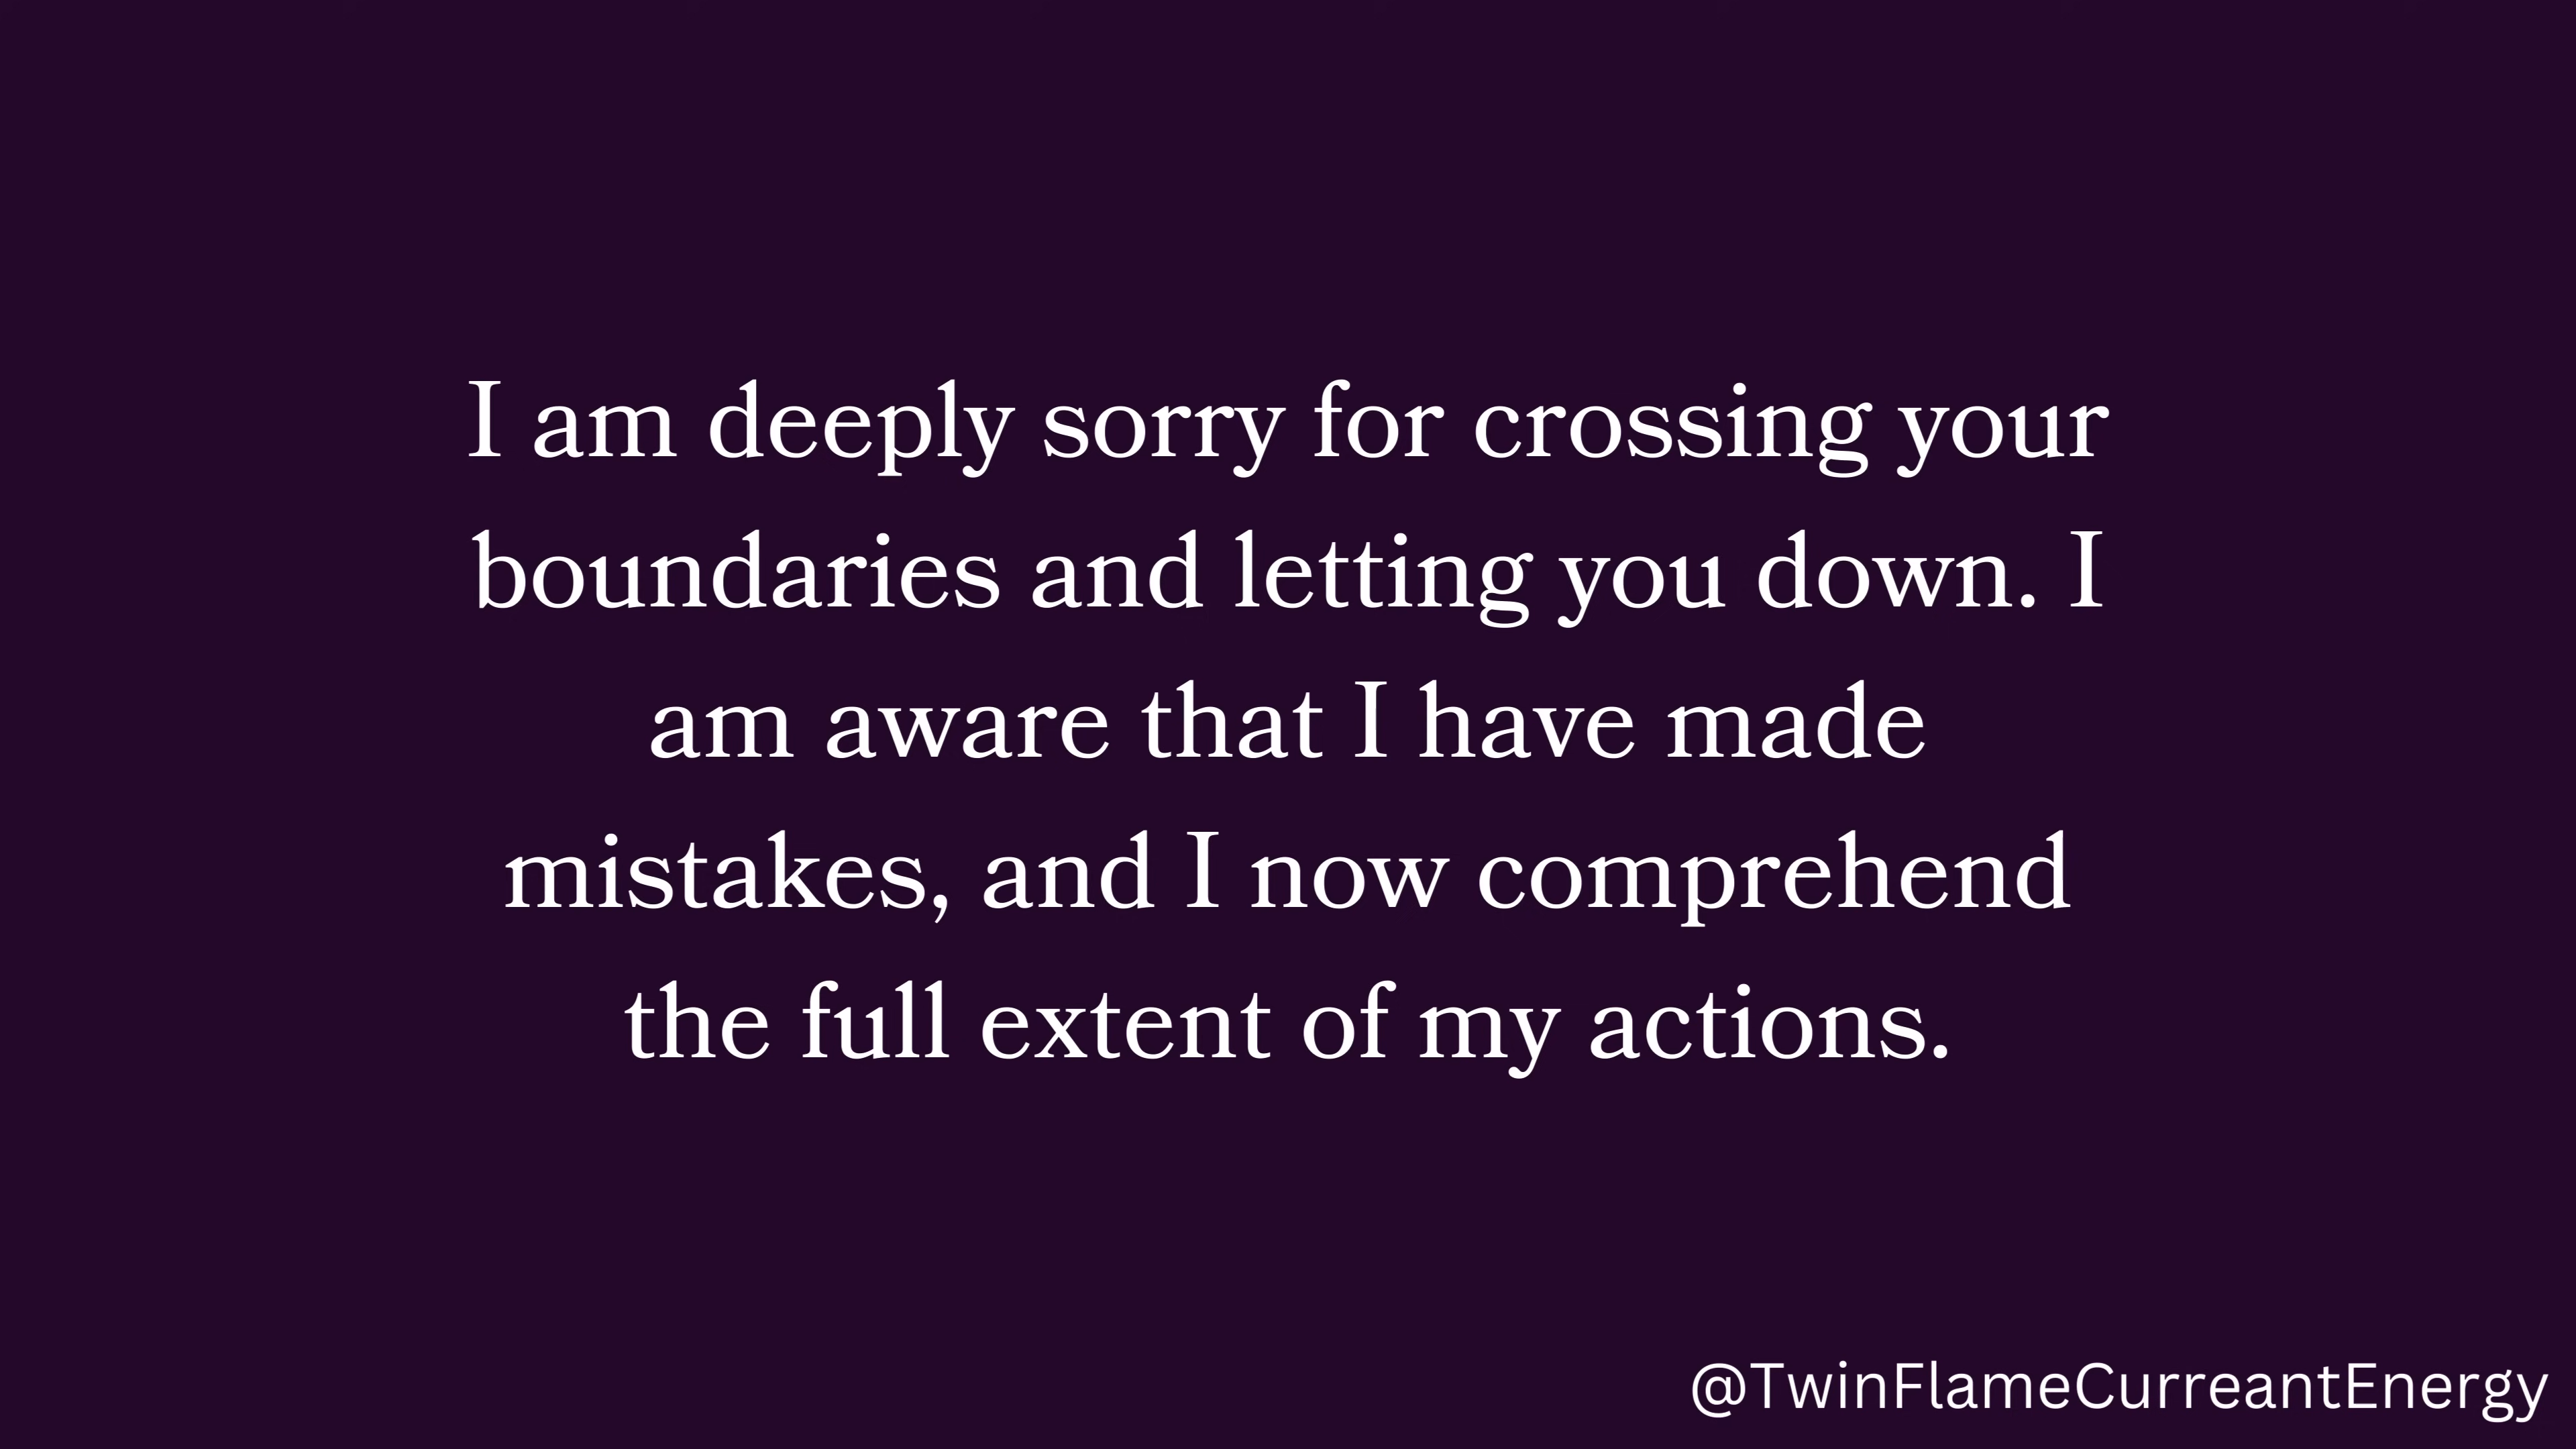 I am deeply sorry for crossing your
boundaries and letting you down. I
am aware that I have made
mistakes, and I now comprehend
the full extent of my actions.
@TwinFlameCurreantEnergy